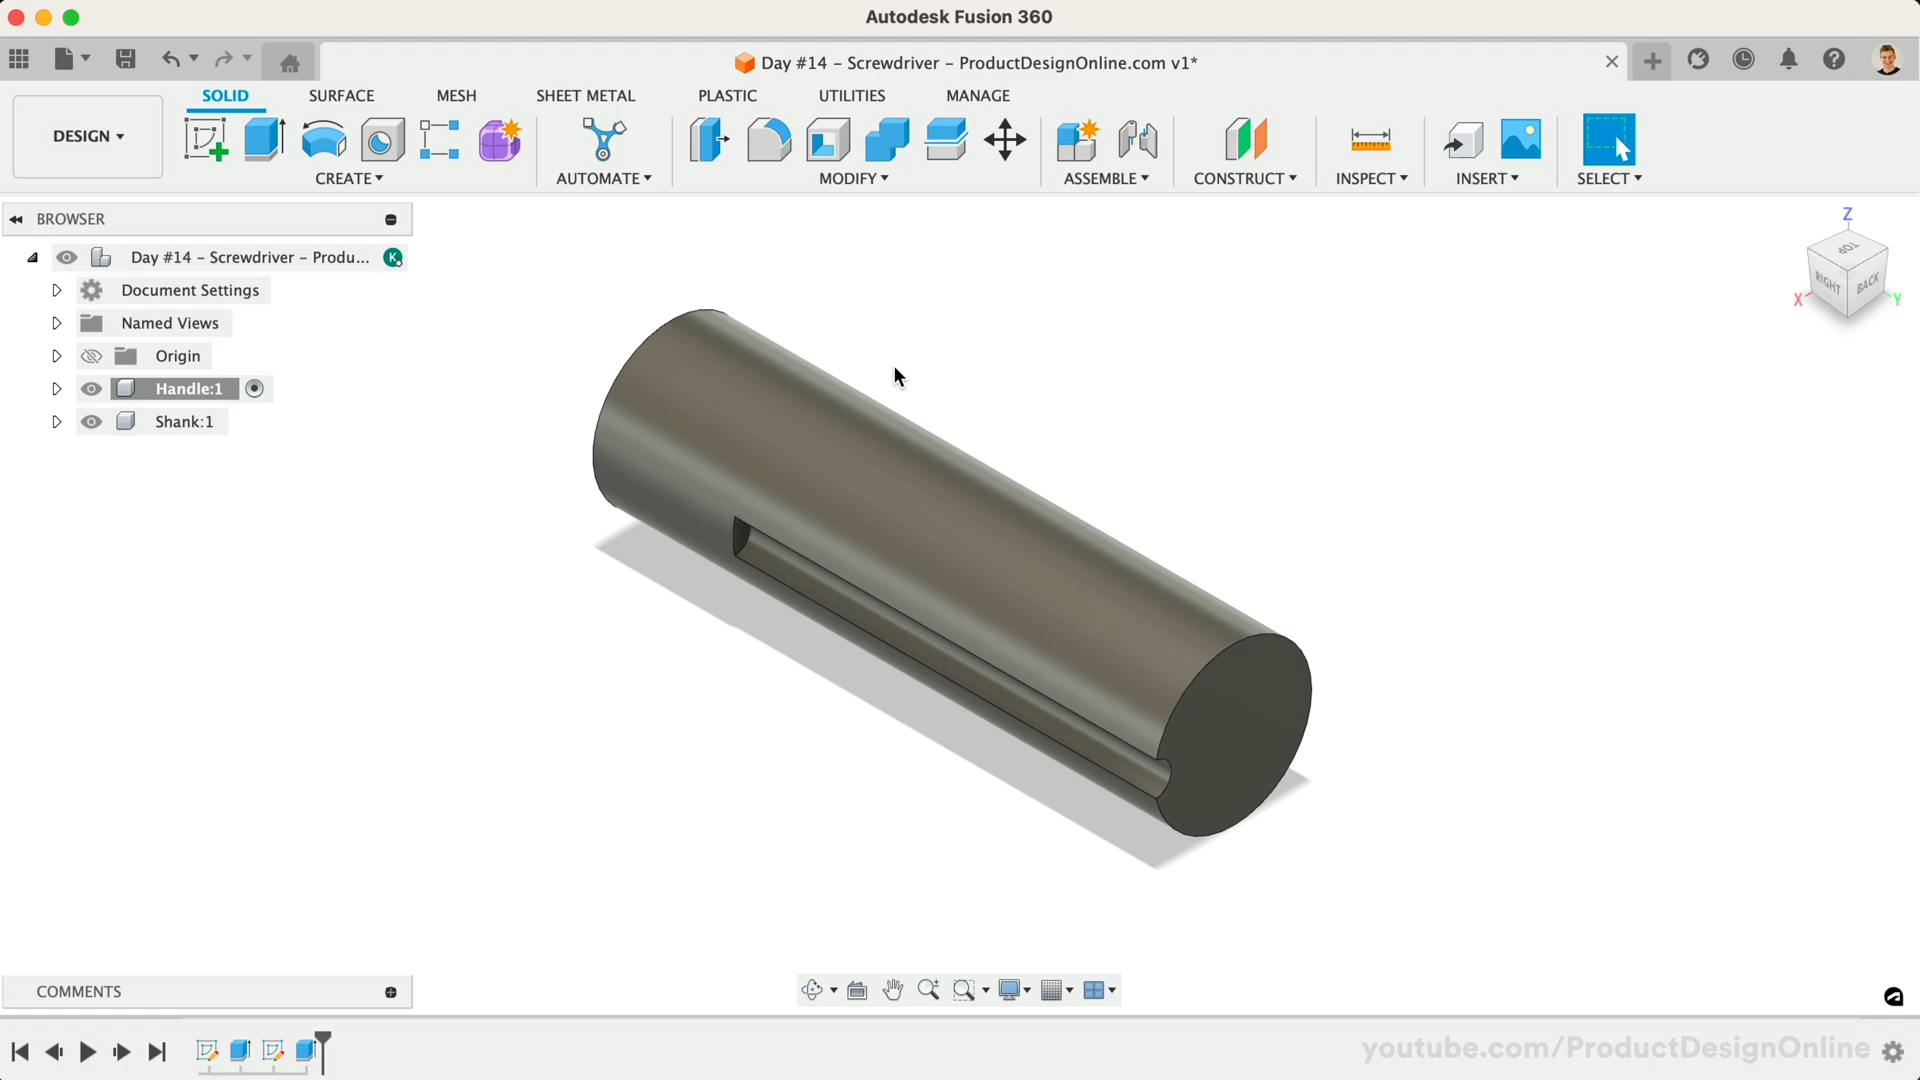 Autodesk Fusion 360
Day #14 – Screwdriver – ProductDesignOnline.com v1*
SOLID
SURFACE
MESH
SHEET METAL
PLASTIC
UTILITIES
MANAGE
DESIGN
CREATE
AUTOMATE
MODIFY
ASSEMBLE
CONSTRUCT
INSPECT
INSERT
SELECT
BROWSER
Day #14 – Screwdriver – Produ...
K
Document Settings
Named Views
Origin
Handle:1
Shank:1
Z
TOP
RIGHT
BACK
X
Y
COMMENTS
youtube.com/ProductDesignOnline